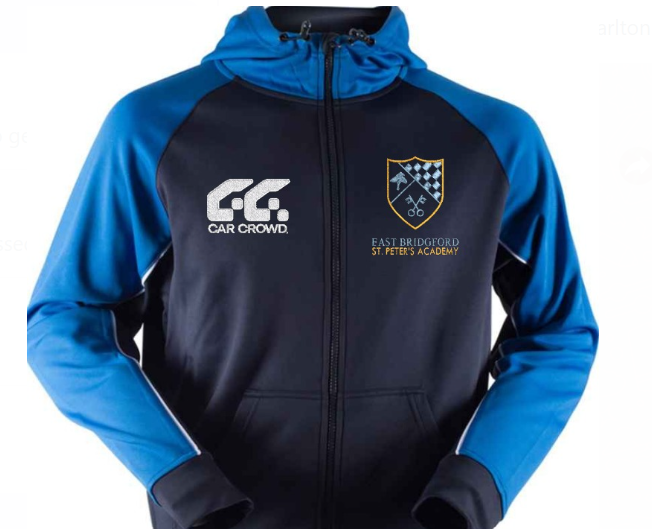 CAR CROWD.
EAST BRIDGFORD
ST. PETER'S ACADEMY